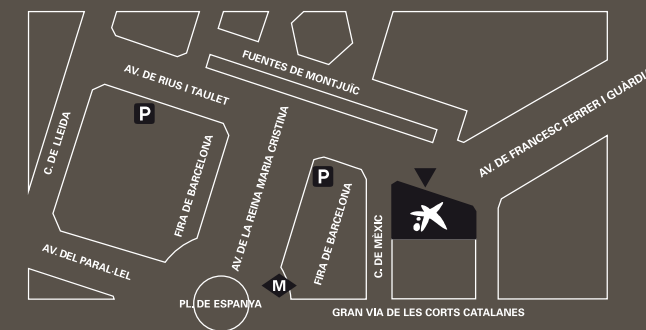 FUENTES DE MONTJUÏC
AV. DE RIUS I TAULET
P
C. DE LLEIDA
FIRA DE BARCELONA
AV. DE LA REINA MARIA CRISTINA
P
FIRA DE BARCELONA
C. DE MÈXIC
AV. DE FRANCESC FERRER I GUÀRDI
AV. DEL PARAL·LEL
M
PL. DE ESPANYA
GRAN VIA DE LES CORTS CATALANES